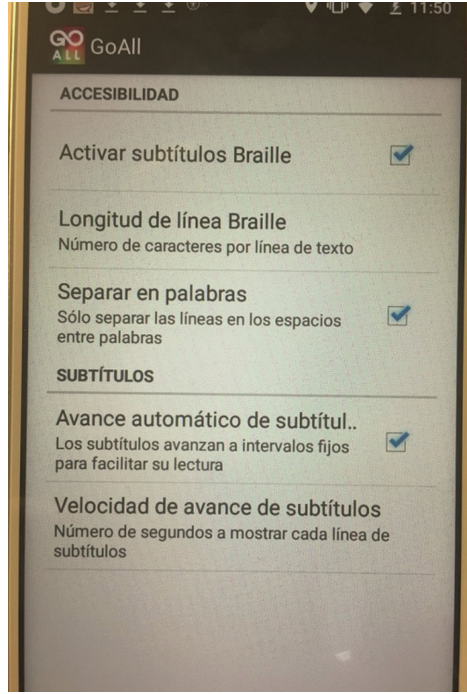 11:50
GO
ALL
GoAll
ACCESIBILIDAD
Activar subtítulos Braille
Longitud de línea Braille
Número de caracteres por línea de texto
Separar en palabras
Sólo separar las líneas en los espacios
entre palabras
SUBTÍTULOS
Avance automático de subtítul..
Los subtítulos avanzan a intervalos fijos
para facilitar su lectura
Velocidad de avance de subtítulos
Número de segundos a mostrar cada línea de
subtítulos